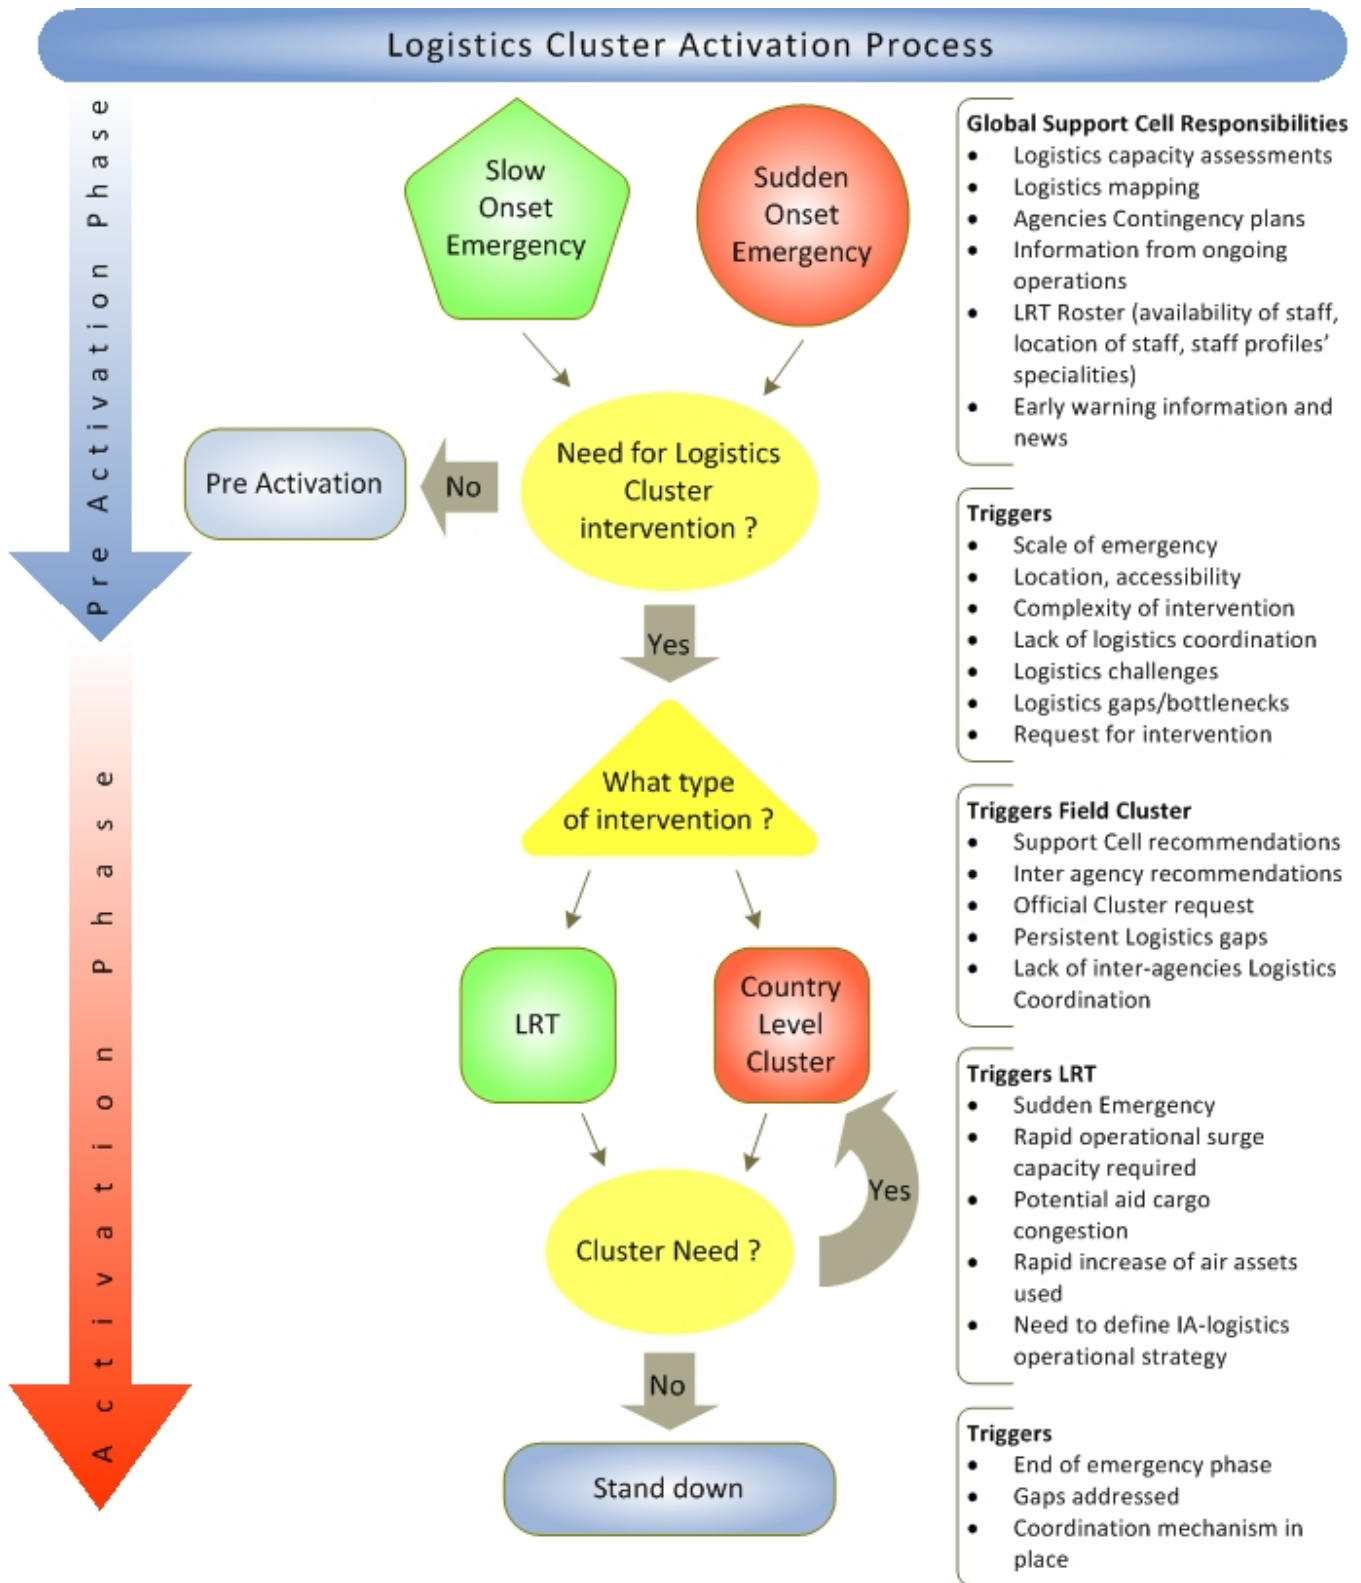 Logistics Cluster Activation Process
Pre Activation Phase
Slow
Onset
Emergency
Sudden
Onset
Emergency
Need for Logistics
Cluster
intervention ?
No
Pre Activation
Yes
Activation Phase
What type
of intervention ?
LRT
Country
Level
Cluster
Cluster Need ?
Yes
No
Stand down
Global Support Cell Responsibilities
• Logistics capacity assessments
• Logistics mapping
• Agencies Contingency plans
• Information from ongoing
operations
• LRT Roster (availability of staff,
location of staff, staff profiles’
specialities)
• Early warning information and
news
Triggers
• Scale of emergency
• Location, accessibility
• Complexity of intervention
• Lack of logistics coordination
• Logistics challenges
• Logistics gaps/bottlenecks
• Request for intervention
Triggers Field Cluster
• Support Cell recommendations
• Inter agency recommendations
• Official Cluster request
• Persistent Logistics gaps
• Lack of inter-agencies Logistics
Coordination
Triggers LRT
• Sudden Emergency
• Rapid operational surge
capacity required
• Potential aid cargo
congestion
• Rapid increase of air assets
used
• Need to define IA-logistics
operational strategy
Triggers
• End of emergency phase
• Gaps addressed
• Coordination mechanism in
place